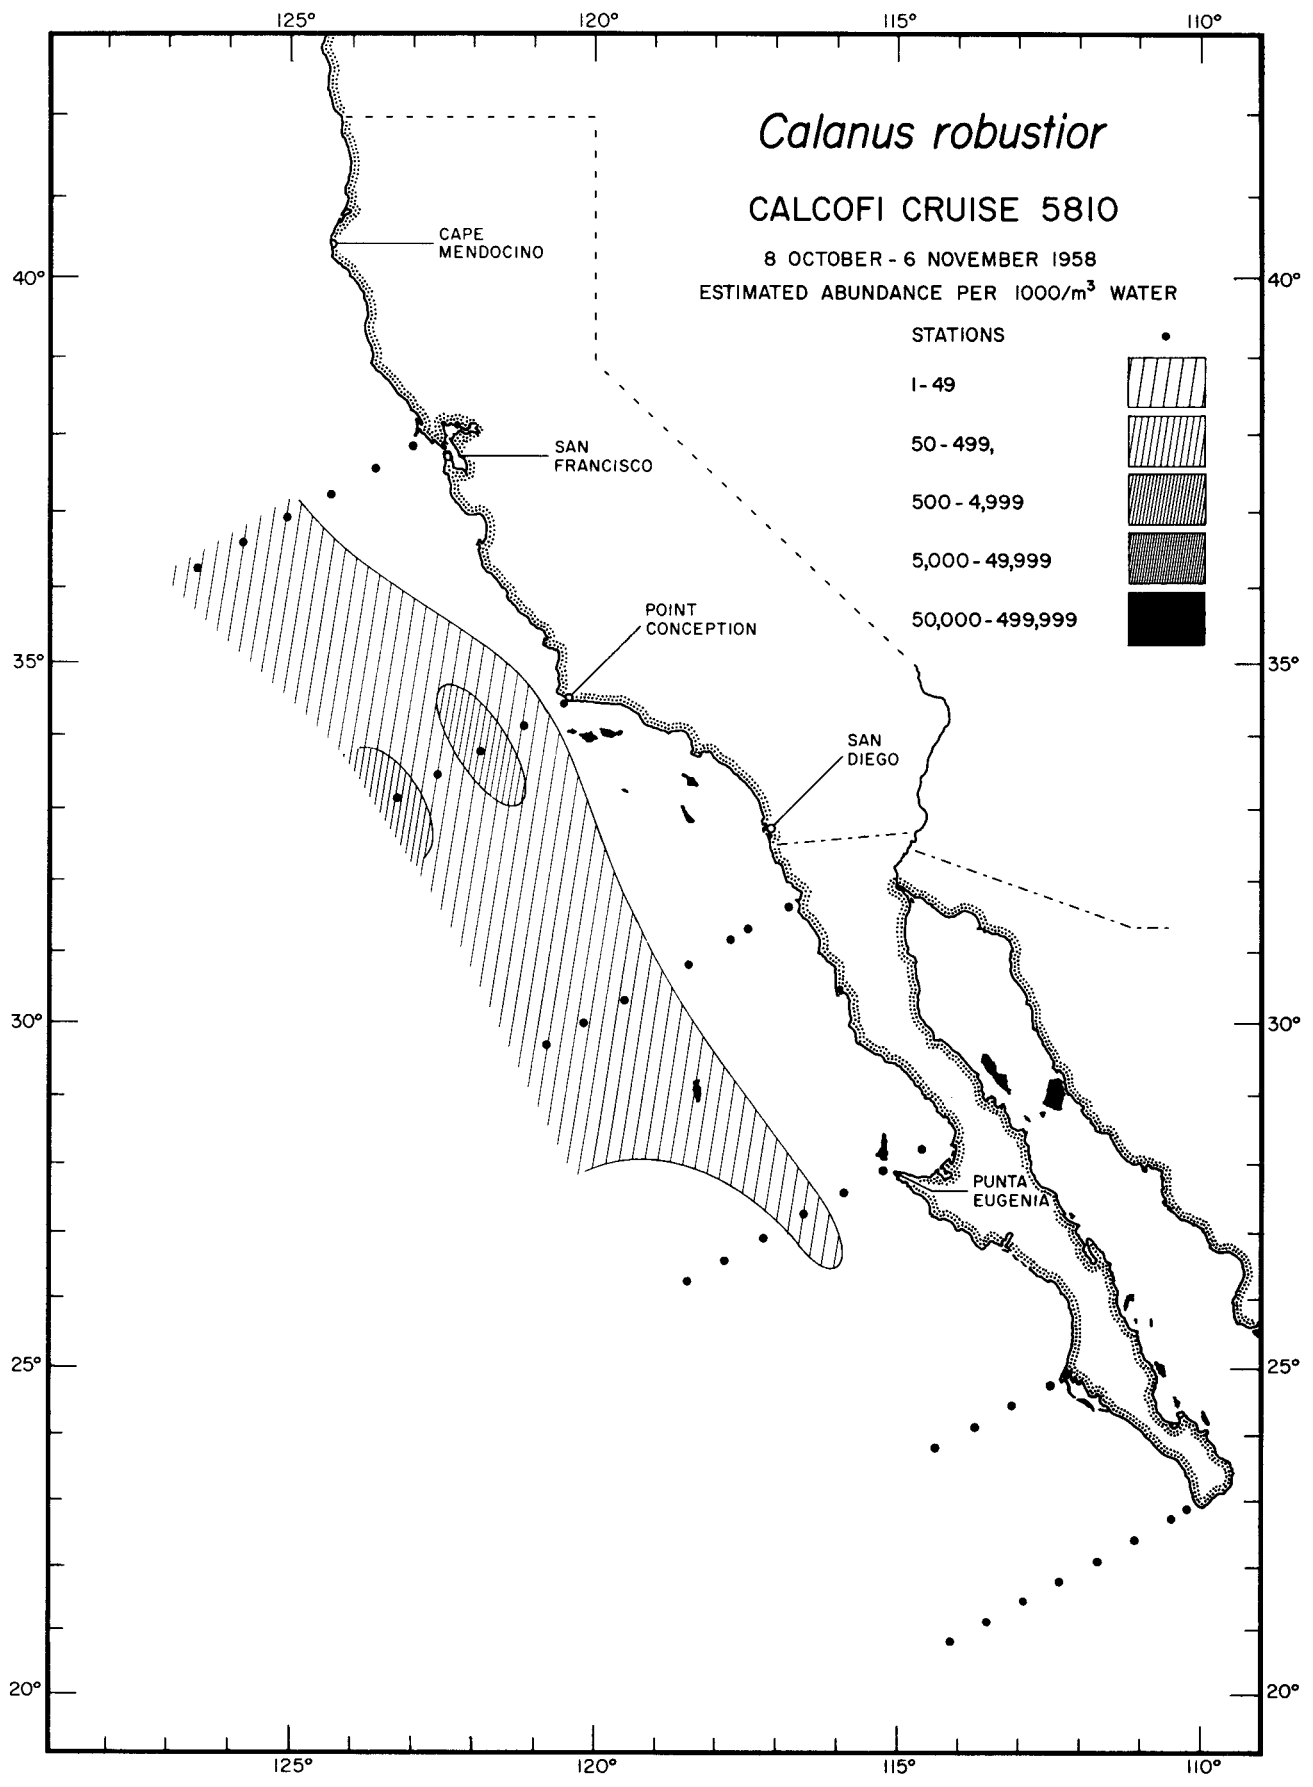 125° 120° 115° 110°
Calanus robustior
CALCOFI CRUISE 5810
8 OCTOBER - 6 NOVEMBER 1958
ESTIMATED ABUNDANCE PER 1000/m³ WATER
STATIONS
1-49
50-499,
500-4,999
5,000-49,999
50,000-499,999
CAPE
MENDOCINO
40° 40°
SAN
FRANCISCO
POINT
CONCEPTION
35° 35°
SAN
DIEGO
30° 30°
PUNTA
EUGENIA
25° 25°
20° 20°
125° 120° 115° 110°